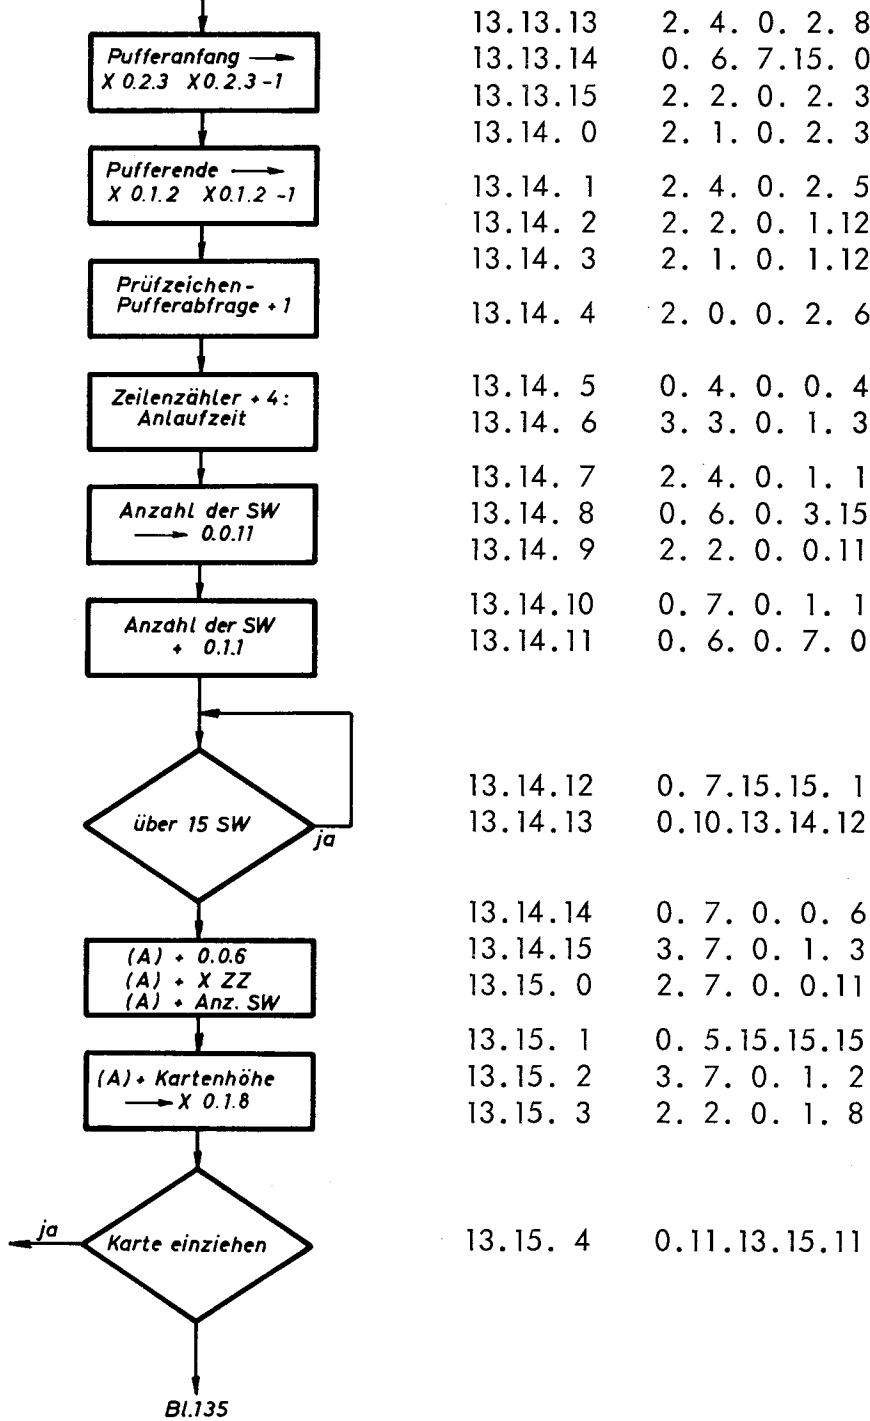 Pufferanfang ⟶
X 0.2.3 X 0.2.3 -1
13.13.13 2. 4. 0. 2. 8
13.13.14 0. 6. 7.15. 0
13.13.15 2. 2. 0. 2. 3
13.14. 0 2. 1. 0. 2. 3
Pufferende ⟶
X 0.1.2 X 0.1.2 -1
13.14. 1 2. 4. 0. 2. 5
13.14. 2 2. 2. 0. 1.12
13.14. 3 2. 1. 0. 1.12
Prüfzeichen-
Pufferabfrage + 1
13.14. 4 2. 0. 0. 2. 6
Zeilenzähler + 4:
Anlaufzeit
13.14. 5 0. 4. 0. 0. 4
13.14. 6 3. 3. 0. 1. 3
Anzahl der SW
⟶ 0.0.11
13.14. 7 2. 4. 0. 1. 1
13.14. 8 0. 6. 0. 3.15
13.14. 9 2. 2. 0. 0.11
Anzahl der SW
+ 0.1.1
13.14.10 0. 7. 0. 1. 1
13.14.11 0. 6. 0. 7. 0
über 15 SW
ja
13.14.12 0. 7.15.15. 1
13.14.13 0.10.13.14.12
(A) + 0.0.6
(A) + X ZZ
(A) + Anz. SW
13.14.14 0. 7. 0. 0. 6
13.14.15 3. 7. 0. 1. 3
13.15. 0 2. 7. 0. 0.11
(A) + Kartenhöhe
⟶ X 0.1.8
13.15. 1 0. 5.15.15.15
13.15. 2 3. 7. 0. 1. 2
13.15. 3 2. 2. 0. 1. 8
ja
Karte einziehen
13.15. 4 0.11.13.15.11
Bl.135